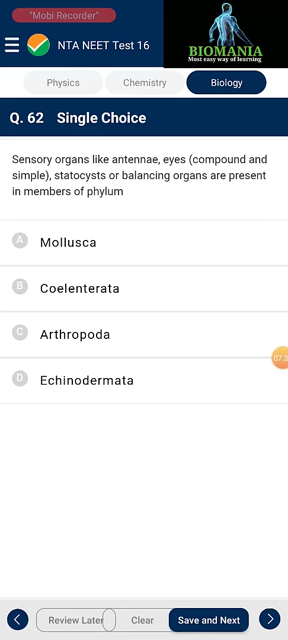 "Mobi Recorder"
NTA NEET Test 16
BIOMANIA
Most easy way of learning
Physics
Chemistry
Biology
Q. 62 Single Choice
Sensory organs like antennae, eyes (compound and
simple), statocysts or balancing organs are present
in members of phylum
A Mollusca
B Coelenterata
C Arthropoda
D Echinodermata
Review Later
Clear
Save and Next